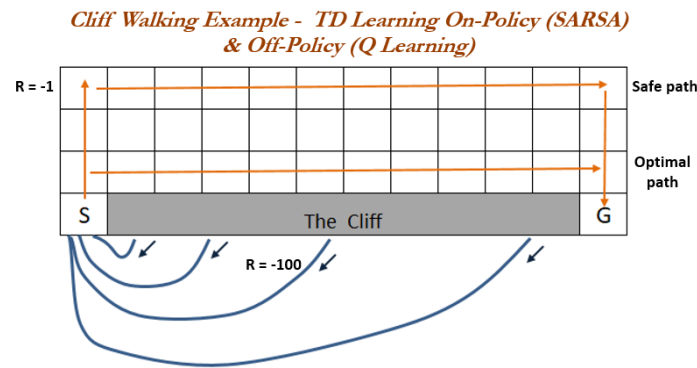 Cliff Walking Example - TD Learning On-Policy (SARSA)
& Off-Policy (Q Learning)
R = -1
Safe path
Optimal
path
S
The Cliff
G
R = -100